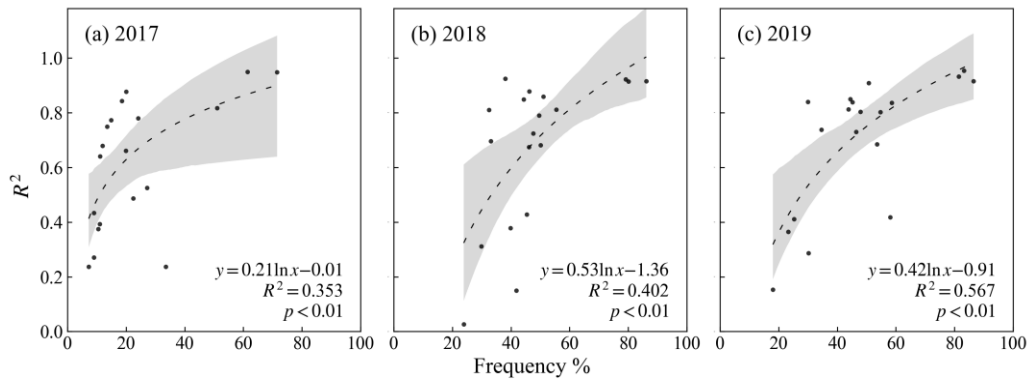 (a) 2017
(b) 2018
(c) 2019
R²
1.0
0.8
0.6
0.4
0.2
0.0
y=0.21lnx−0.01
R²=0.353
p<0.01
y=0.53lnx−1.36
R²=0.402
p<0.01
y=0.42lnx−0.91
R²=0.567
p<0.01
0 20 40 60 80 100
0 20 40 60 80 100
0 20 40 60 80 100
Frequency %